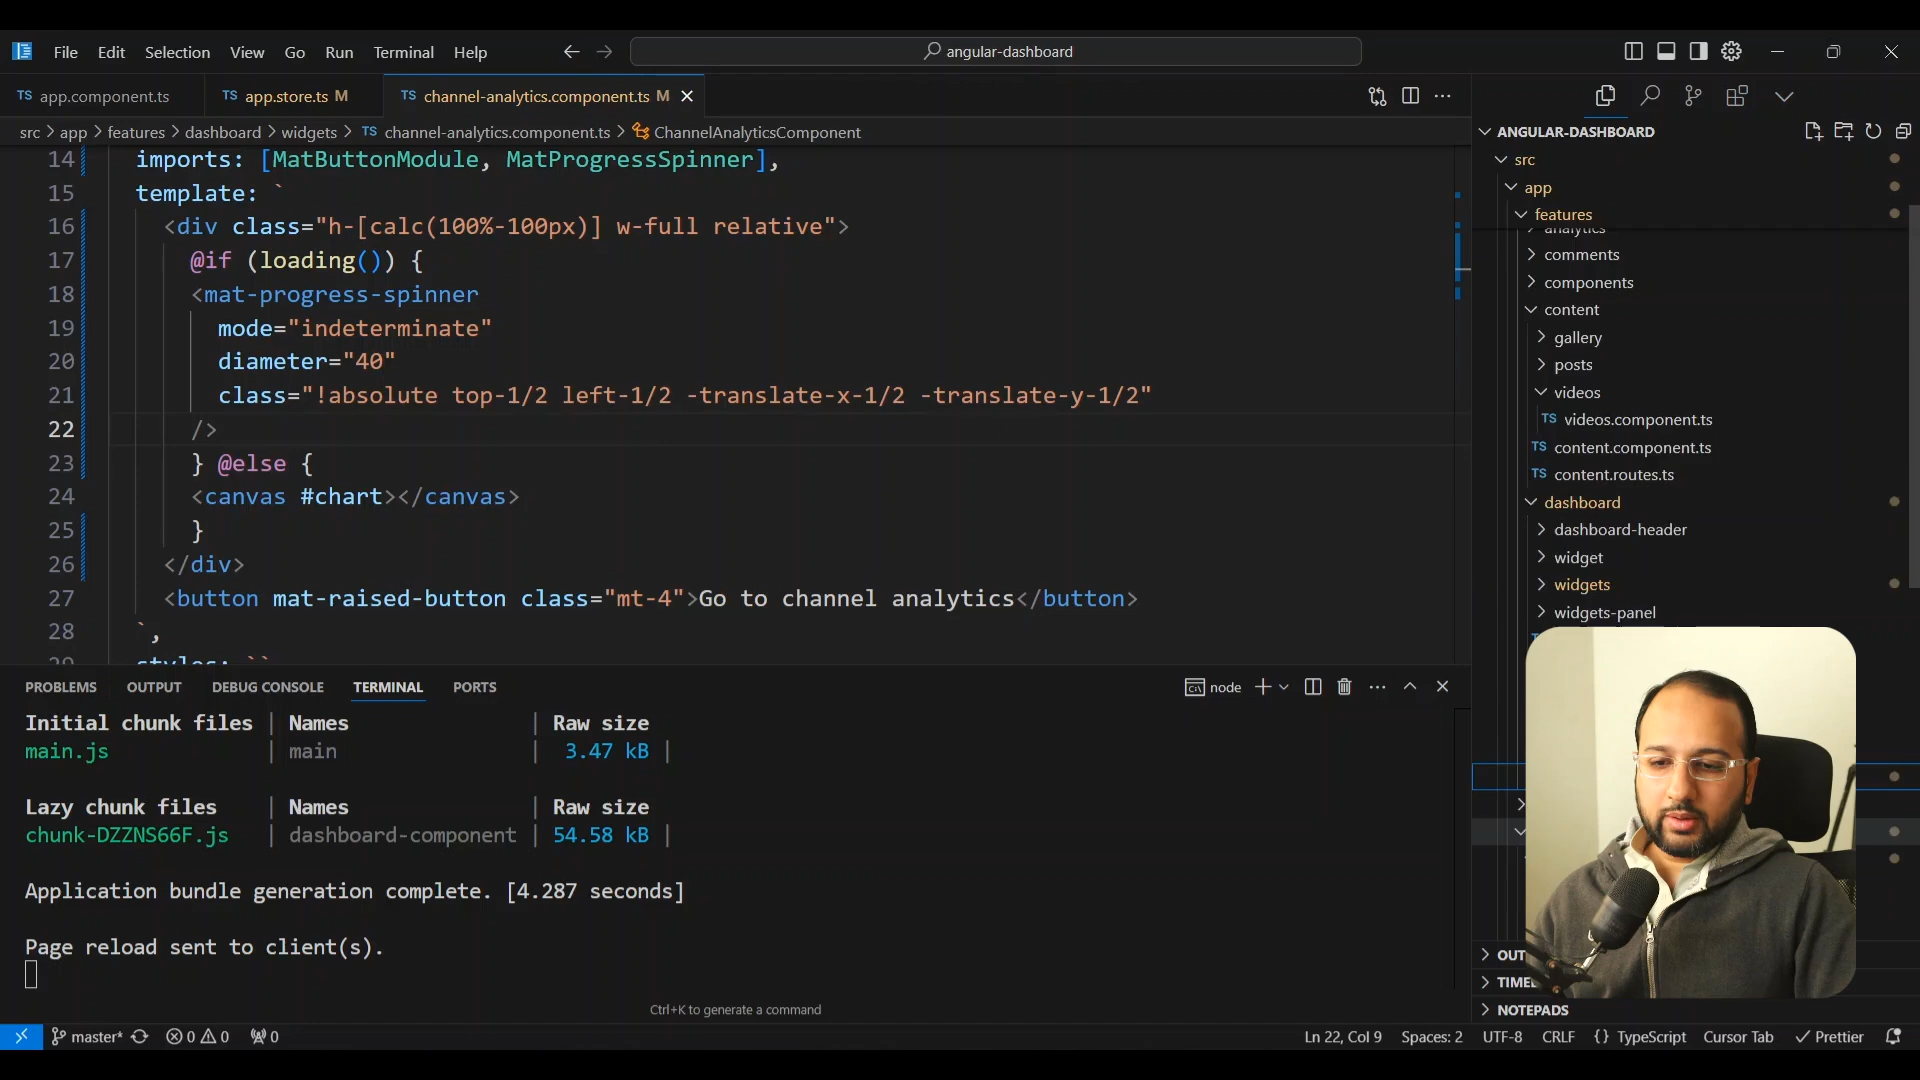 File Edit Selection View Go Run Terminal Help
angular-dashboard
TS app.component.ts
TS app.store.ts M
TS channel-analytics.component.ts M
src > app > features > dashboard > widgets > TS channel-analytics.component.ts > ChannelAnalyticsComponent
14 imports: [MatButtonModule, MatProgressSpinner],
15 template: `
16 <div class="h-[calc(100%-100px)] w-full relative">
17 @if (loading()) {
18 <mat-progress-spinner
19 mode="indeterminate"
20 diameter="40"
21 class="!absolute top-1/2 left-1/2 -translate-x-1/2 -translate-y-1/2"
22 />
23 } @else {
24 <canvas #chart></canvas>
25 }
26 </div>
27 <button mat-raised-button class="mt-4">Go to channel analytics</button>
28 `,
29 styles: ``
PROBLEMS OUTPUT DEBUG CONSOLE TERMINAL PORTS
node
Initial chunk files | Names | Raw size
main.js | main | 3.47 kB |
Lazy chunk files | Names | Raw size
chunk-DZZNS66F.js | dashboard-component | 54.58 kB |
Application bundle generation complete. [4.287 seconds]
Page reload sent to client(s).
Ctrl+K to generate a command
ANGULAR-DASHBOARD
src
app
features
analytics
comments
components
content
gallery
posts
videos
TS videos.component.ts
TS content.component.ts
TS content.routes.ts
dashboard
dashboard-header
widget
widgets
widgets-panel
OUT
TIME
NOTEPADS
master* 0 0 0
Ln 22, Col 9 Spaces: 2 UTF-8 CRLF {} TypeScript Cursor Tab Prettier